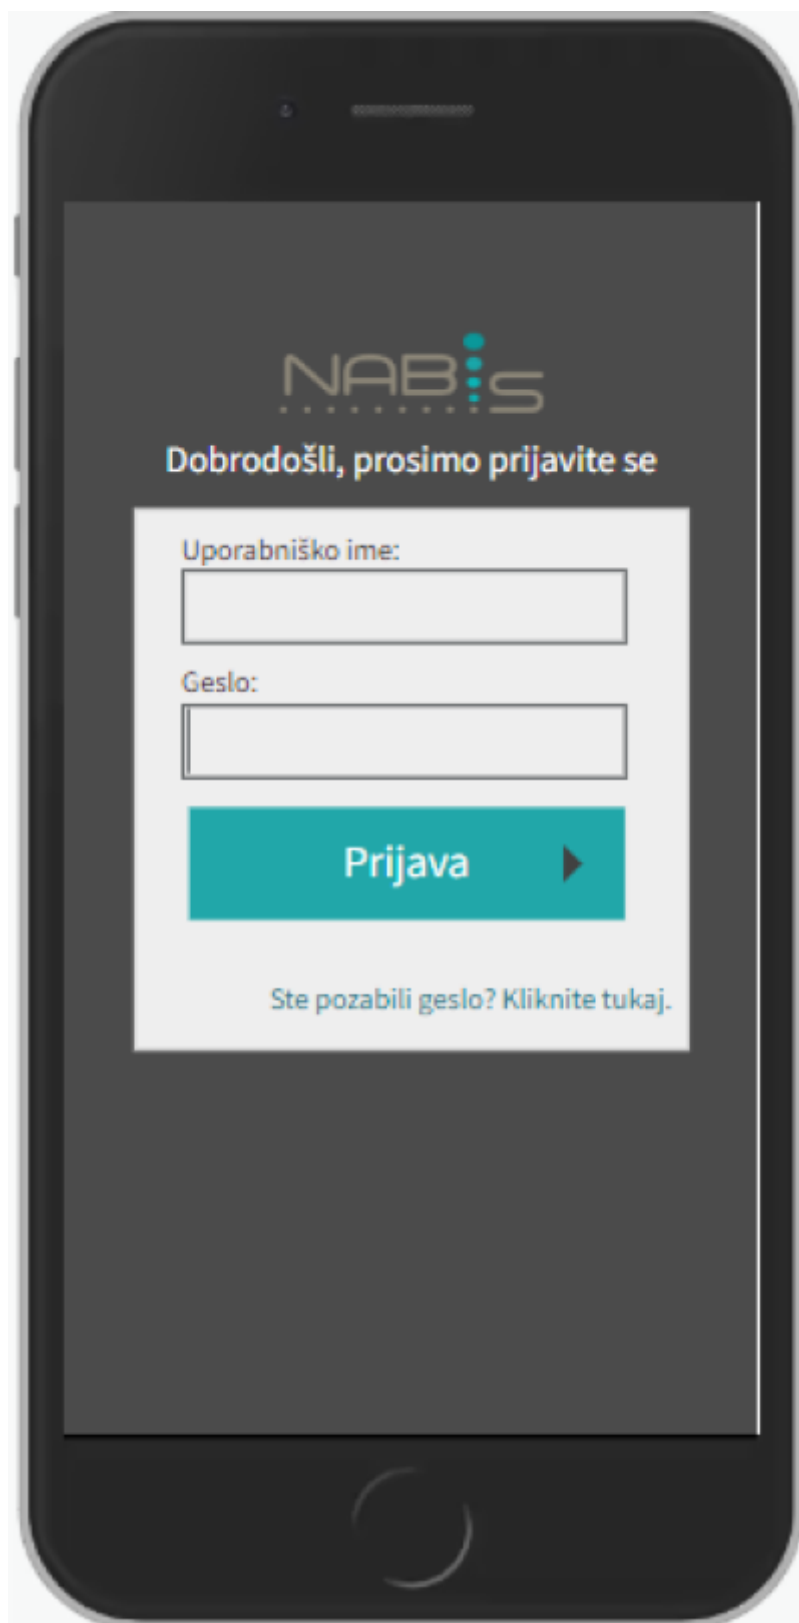 NABiS
Dobrodošli, prosimo prijavite se
Uporabniško ime:
Geslo:
Prijava
Ste pozabili geslo? Kliknite tukaj.